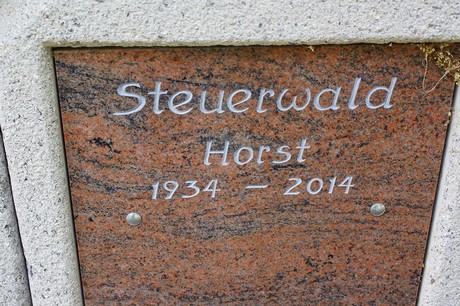 Steuerwald
Horst
1934 – 2014